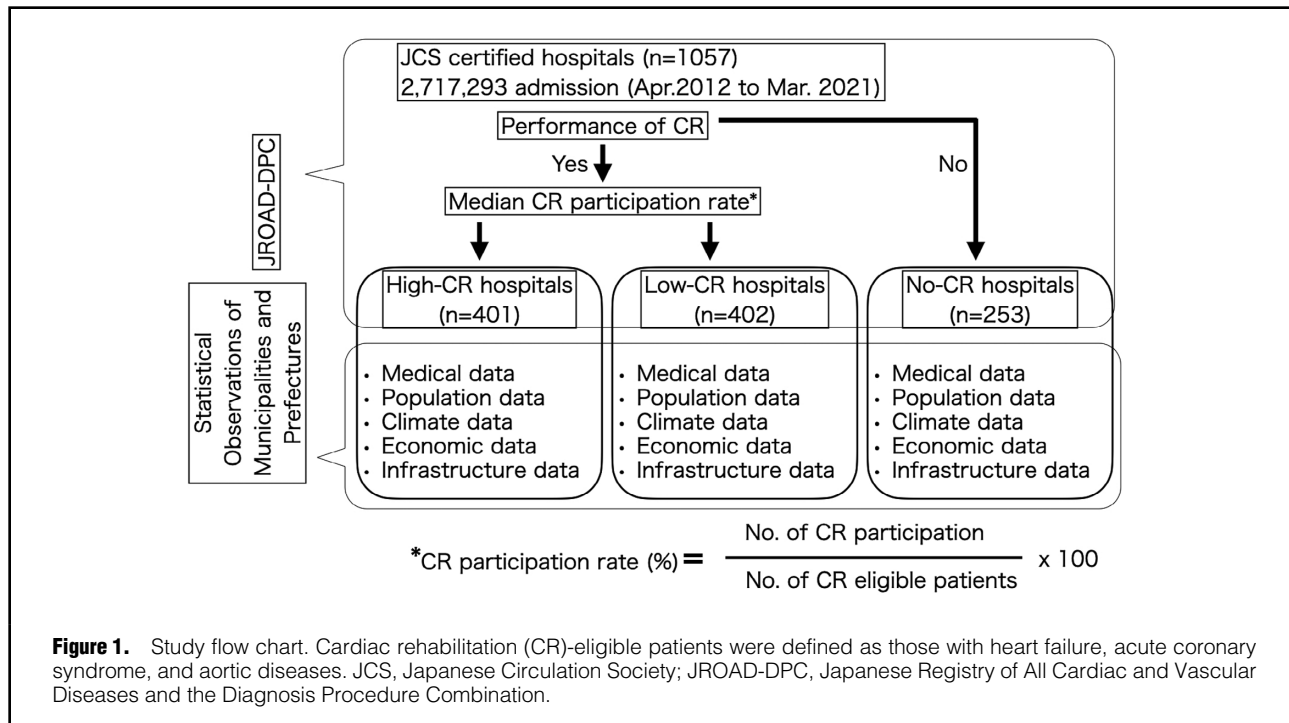 JCS certified hospitals (n=1057)
2,717,293 admission (Apr.2012 to Mar. 2021)
Performance of CR
Yes
No
Median CR participation rate*
JROAD-DPC
High-CR hospitals
(n=401)
Low-CR hospitals
(n=402)
No-CR hospitals
(n=253)
Statistical
Observations of
Municipalities and
Prefectures
・ Medical data
・ Population data
・ Climate data
・ Economic data
・ Infrastructure data
・ Medical data
・ Population data
・ Climate data
・ Economic data
・ Infrastructure data
・ Medical data
・ Population data
・ Climate data
・ Economic data
・ Infrastructure data
No. of CR participation
*CR participation rate (%) = x 100
No. of CR eligible patients
Figure 1. Study flow chart. Cardiac rehabilitation (CR)-eligible patients were defined as those with heart failure, acute coronary
syndrome, and aortic diseases. JCS, Japanese Circulation Society; JROAD-DPC, Japanese Registry of All Cardiac and Vascular
Diseases and the Diagnosis Procedure Combination.